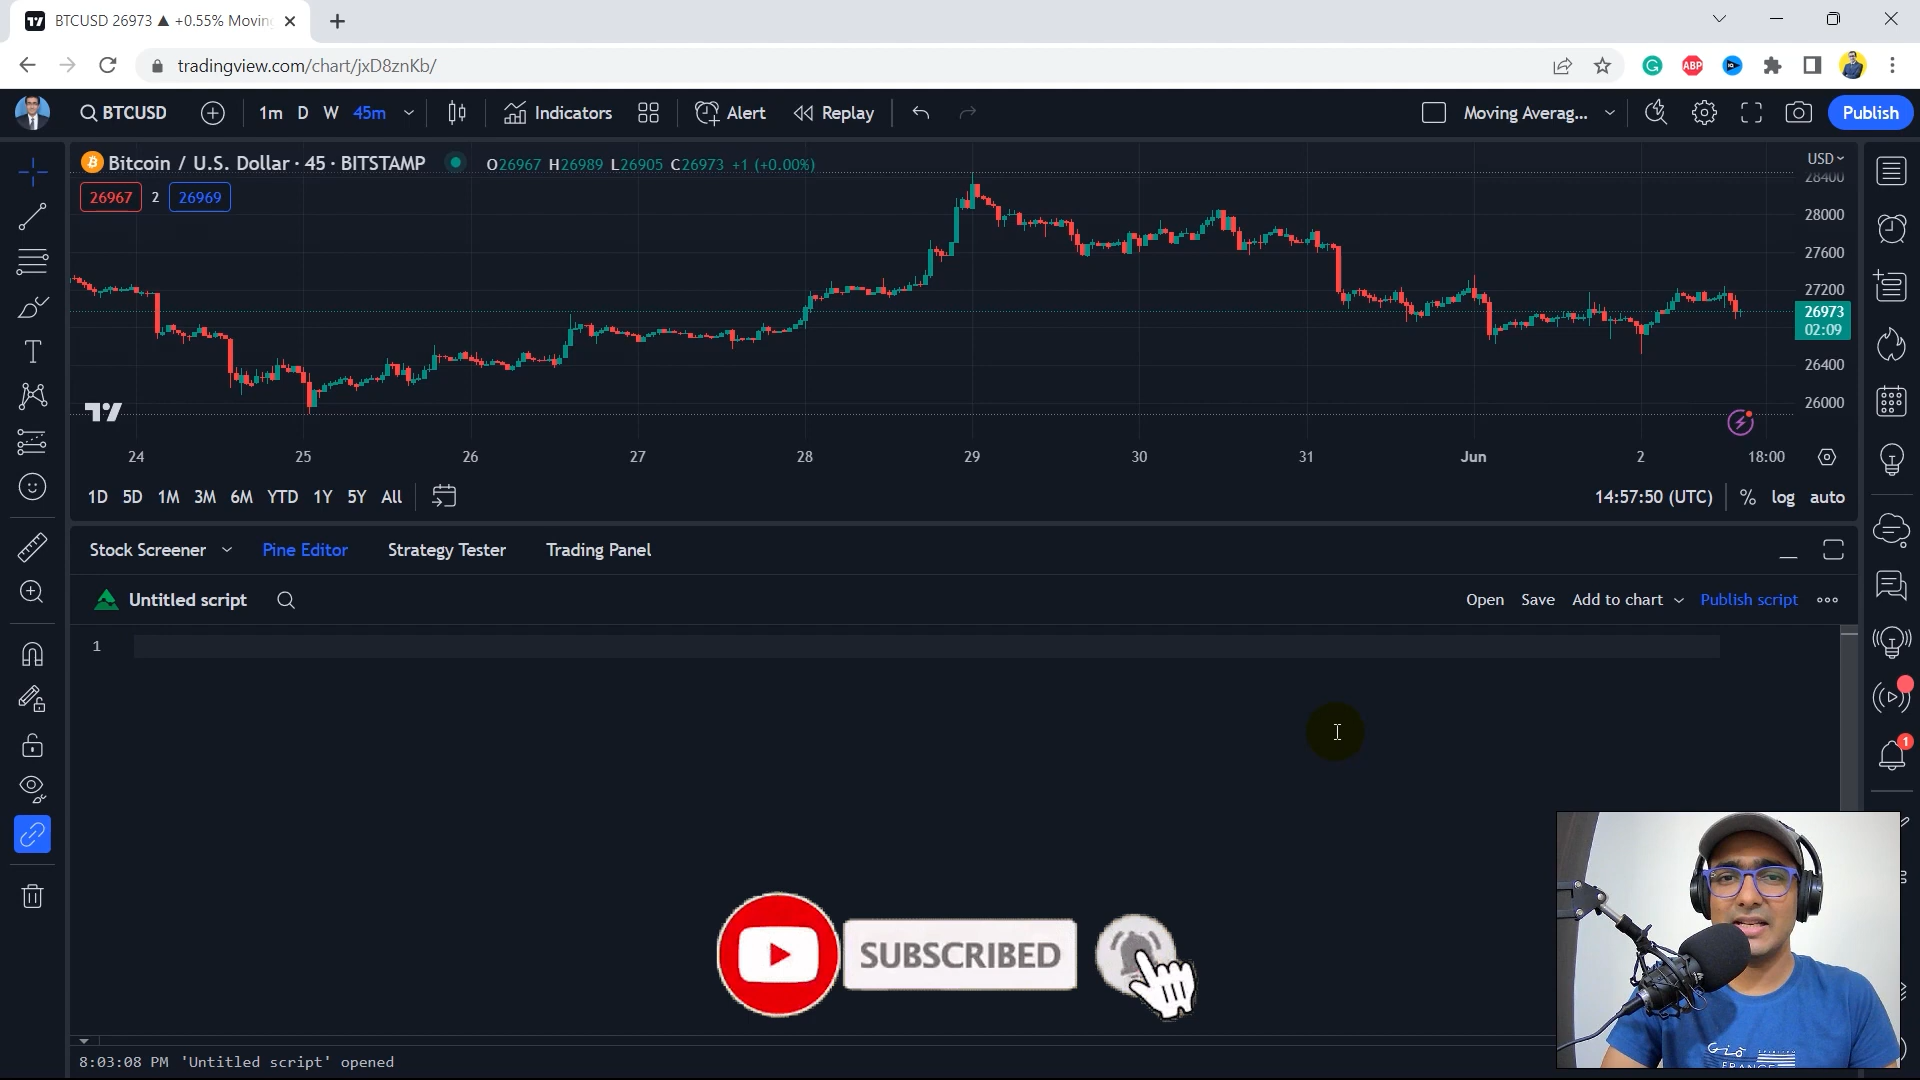 BTCUSD 26973 ▲ +0.55% Moving
tradingview.com/chart/jxD8znKb/
ABP
BTCUSD 1m D W 45m Indicators Alert Replay Moving Averag... Publish
Bitcoin / U.S. Dollar · 45 · BITSTAMP O26967 H26989 L26905 C26973 +1 (+0.00%)
USD
28400
26967 2 26969
28000
27600
27200
26973
02:09
26400
26000
24 25 26 27 28 29 30 31 Jun 2 18:00
1D 5D 1M 3M 6M YTD 1Y 5Y All 14:57:50 (UTC) % log auto
Stock Screener Pine Editor Strategy Tester Trading Panel
Untitled script Open Save Add to chart Publish script
1
1
SUBSCRIBED
Giò
FRANCE
8:03:08 PM 'Untitled script' opened